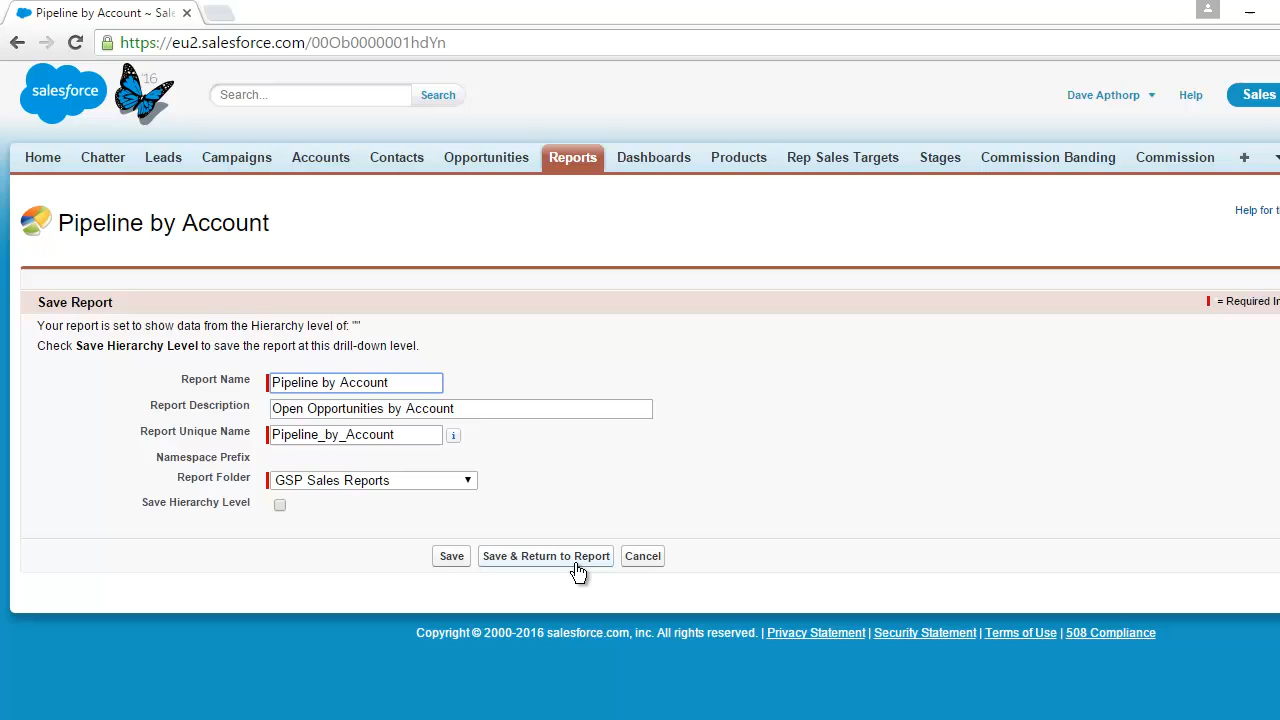 Pipeline by Account ~ Sale
https://eu2.salesforce.com/00Ob0000001hdYn
salesforce
'16
Search...
Search
Dave Apthorp
Help
Sales
Home
Chatter
Leads
Campaigns
Accounts
Contacts
Opportunities
Reports
Dashboards
Products
Rep Sales Targets
Stages
Commission Banding
Commission
+
Pipeline by Account
Help for t
Save Report
= Required In
Your report is set to show data from the Hierarchy level of: ""
Check Save Hierarchy Level to save the report at this drill-down level.
Report Name Pipeline by Account
Report Description Open Opportunities by Account
Report Unique Name Pipeline_by_Account i
Namespace Prefix
Report Folder GSP Sales Reports
Save Hierarchy Level
Save
Save & Return to Report
Cancel
Copyright © 2000-2016 salesforce.com, inc. All rights reserved. | Privacy Statement | Security Statement | Terms of Use | 508 Compliance